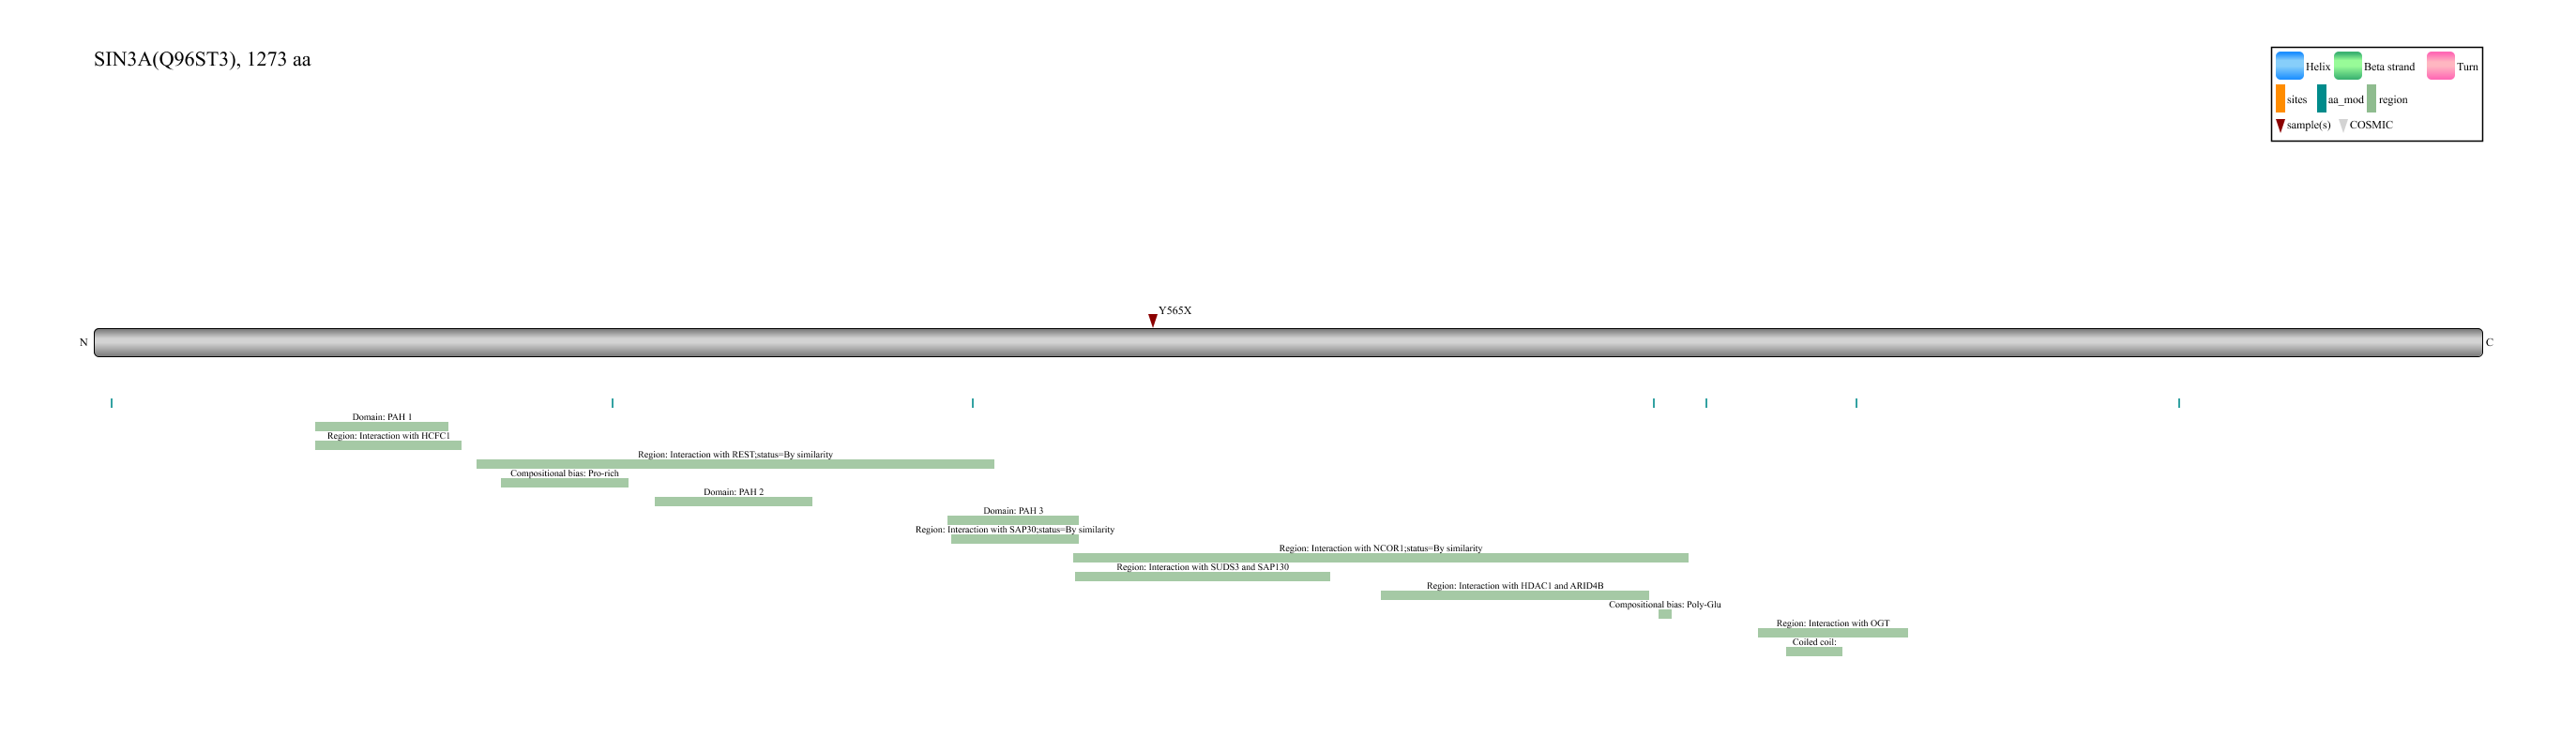 SIN3A(Q96ST3), 1273 aa
Helix Beta strand Turn
sites aa_mod region
sample(s) COSMIC
Y565X
N C
Domain: PAH 1
Region: Interaction with HCFC1
Region: Interaction with REST;status=By similarity
Compositional bias: Pro-rich
Domain: PAH 2
Domain: PAH 3
Region: Interaction with SAP30;status=By similarity
Region: Interaction with NCOR1;status=By similarity
Region: Interaction with SUDS3 and SAP130
Region: Interaction with HDAC1 and ARID4B
Compositional bias: Poly-Glu
Region: Interaction with OGT
Coiled coil: